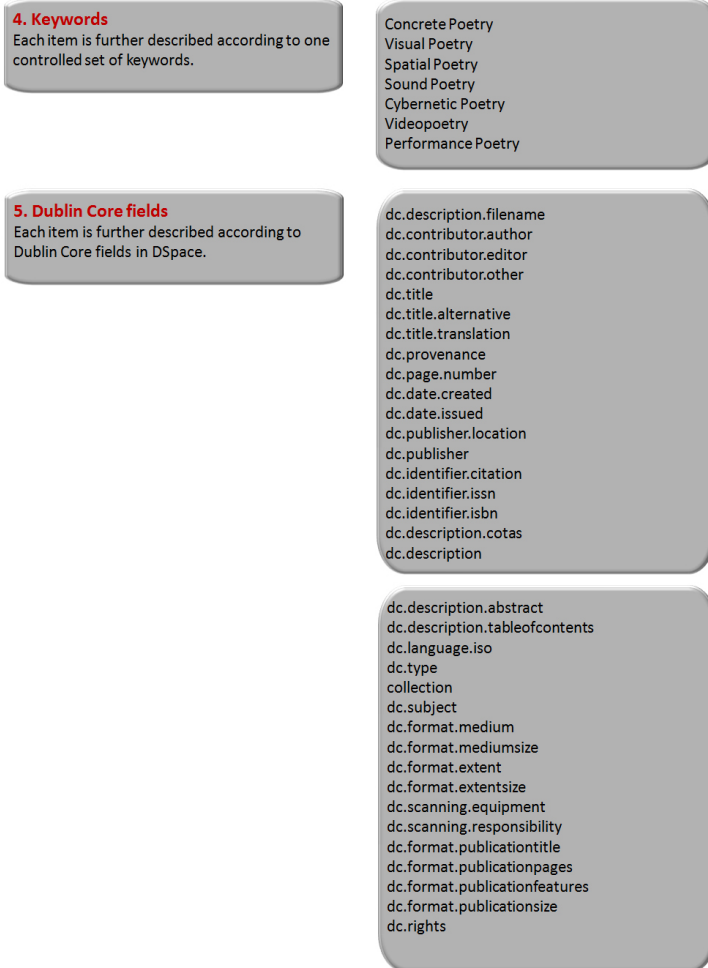 4. Keywords
Each item is further described according to one
controlled set of keywords.
Concrete Poetry
Visual Poetry
Spatial Poetry
Sound Poetry
Cybernetic Poetry
Videopoetry
Performance Poetry
5. Dublin Core fields
Each item is further described according to
Dublin Core fields in DSpace.
dc.description.filename
dc.contributor.author
dc.contributor.editor
dc.contributor.other
dc.title
dc.title.alternative
dc.title.translation
dc.provenance
dc.page.number
dc.date.created
dc.date.issued
dc.publisher.location
dc.publisher
dc.identifier.citation
dc.identifier.issn
dc.identifier.isbn
dc.description.cotas
dc.description
dc.description.abstract
dc.description.tableofcontents
dc.language.iso
dc.type
collection
dc.subject
dc.format.medium
dc.format.mediumsize
dc.format.extent
dc.format.extentsize
dc.scanning.equipment
dc.scanning.responsibility
dc.format.publicationtitle
dc.format.publicationpages
dc.format.publicationfeatures
dc.format.publicationsize
dc.rights